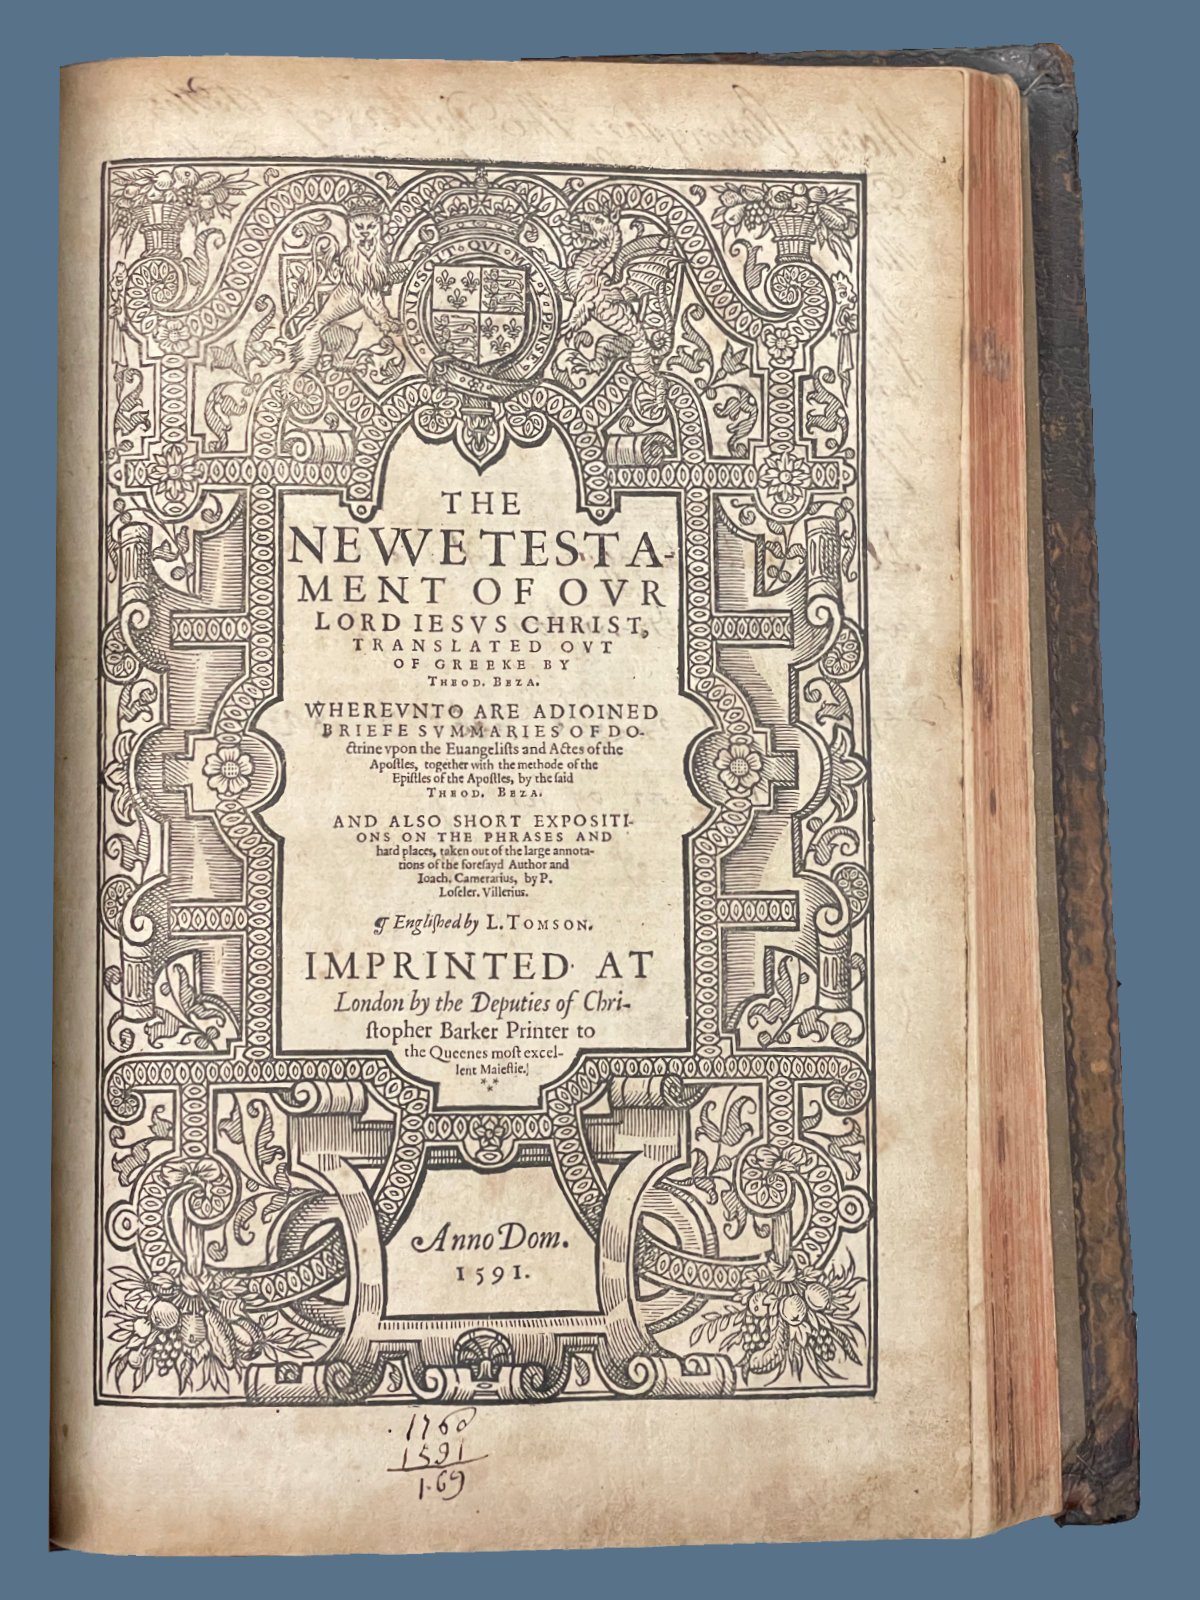 HONI · SOIT · QVI · MAL · Y · PENSE
THE
NEWE TESTA-
MENT OF OVR
LORD IESVS CHRIST,
TRANSLATED OVT
OF GREEKE BY
THEOD. BEZA.
WHEREVNTO ARE ADIOINED
BRIEFE SVMMARIES OF DO-
ctrine vpon the Euangeliſts and Actes of the
Apoſtles, together with the methode of the
Epiſtles of the Apoſtles, by the ſaid
THEOD. BEZA.
AND ALSO SHORT EXPOSITI-
ONS ON THE PHRASES AND
hard places, taken out of the large annota-
tions of the foreſayd Author and
Ioach. Camerarius, by P.
Loſeler. Villerius.
¶ Engliſhed by L. TOMSON.
IMPRINTED AT
London by the Deputies of Chri-
ſtopher Barker Printer to
the Queenes moſt excel-
lent Maieſtie.
Anno Dom.
1591.
1760
1591
169